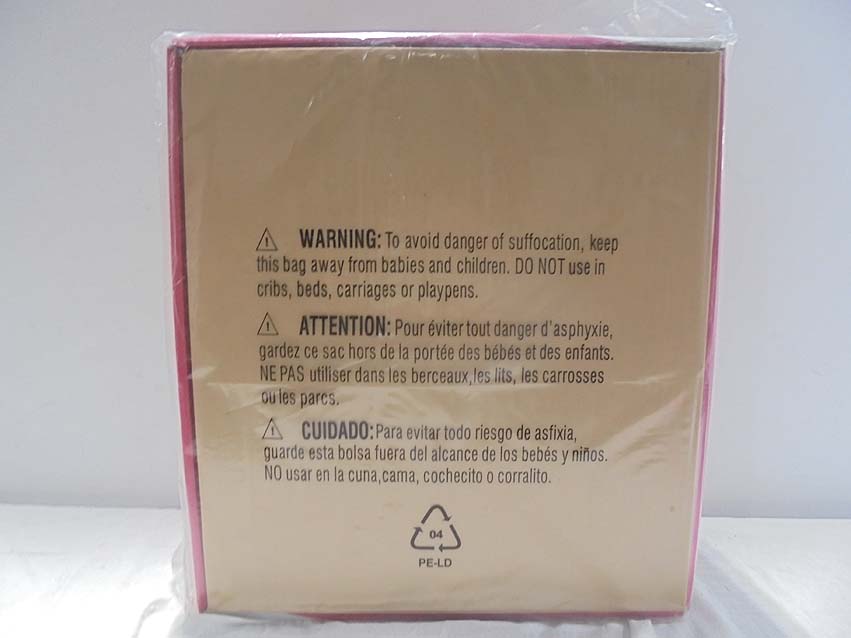 WARNING: To avoid danger of suffocation, keep
this bag away from babies and children. DO NOT use in
cribs, beds, carriages or playpens.
ATTENTION: Pour éviter tout danger d'asphyxie,
gardez ce sac hors de la portée des bébés et des enfants.
NE PAS utiliser dans les berceaux, les lits, les carrosses
ou les parcs.
CUIDADO: Para evitar todo riesgo de asfixia,
guarde esta bolsa fuera del alcance de los bebés y niños.
NO usar en la cuna, cama, cochecito o corralito.
04
PE-LD